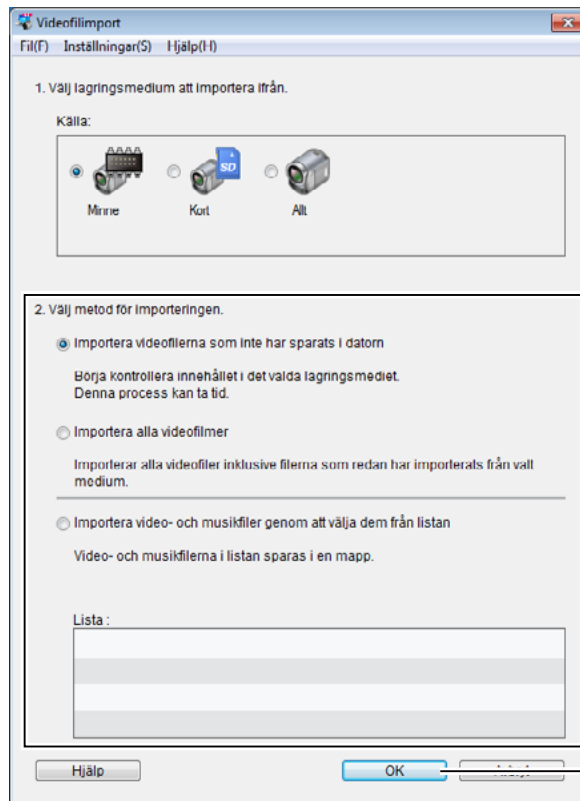 Videofilimport
Fil(F) Inställningar(S) Hjälp(H)
1. Välj lagringsmedium att importera ifrån.
Källa:
SD
Minne Kort Allt
2. Välj metod för importeringen.
Importera videofilerna som inte har sparats i datorn
Börja kontrollera innehållet i det valda lagringsmediet.
Denna process kan ta tid.
Importera alla videofilmer
Importerar alla videofiler inklusive filerna som redan har importerats från valt
medium.
Importera video- och musikfiler genom att välja dem från listan
Video- och musikfilerna i listan sparas i en mapp.
Lista :
Hjälp OK